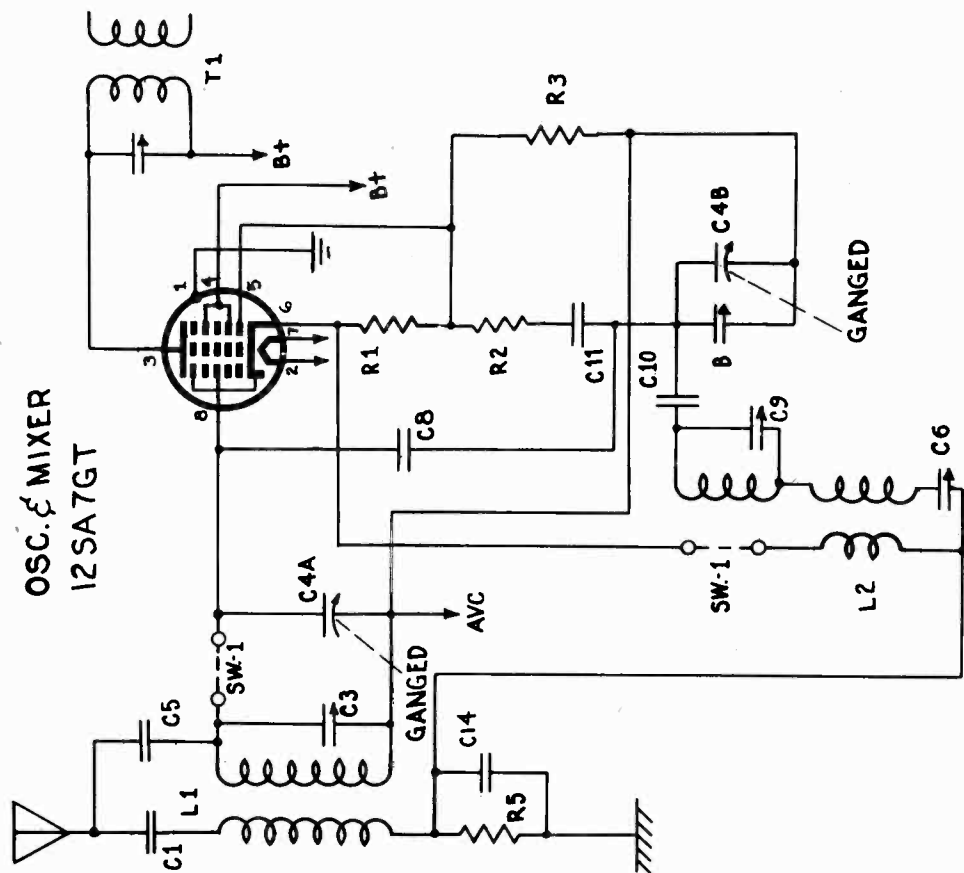 OSC. & MIXER
12SA7GT
T1
B+
B+
3
1
4
5
6
7
2
8
R3
R1
R2
C11
C8
C4B
GANGED
B
C10
C9
C6
SW.-1
L2
C4A
SW.-1
GANGED
AVC
C3
C5
C1
L1
C14
R5